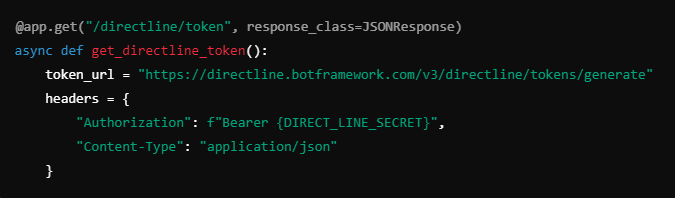 @app.get("/directline/token", response_class=JSONResponse)
async def get_directline_token():
    token_url = "https://directline.botframework.com/v3/directline/tokens/generate"
    headers = {
        "Authorization": f"Bearer {DIRECT_LINE_SECRET}",
        "Content-Type": "application/json"
    }